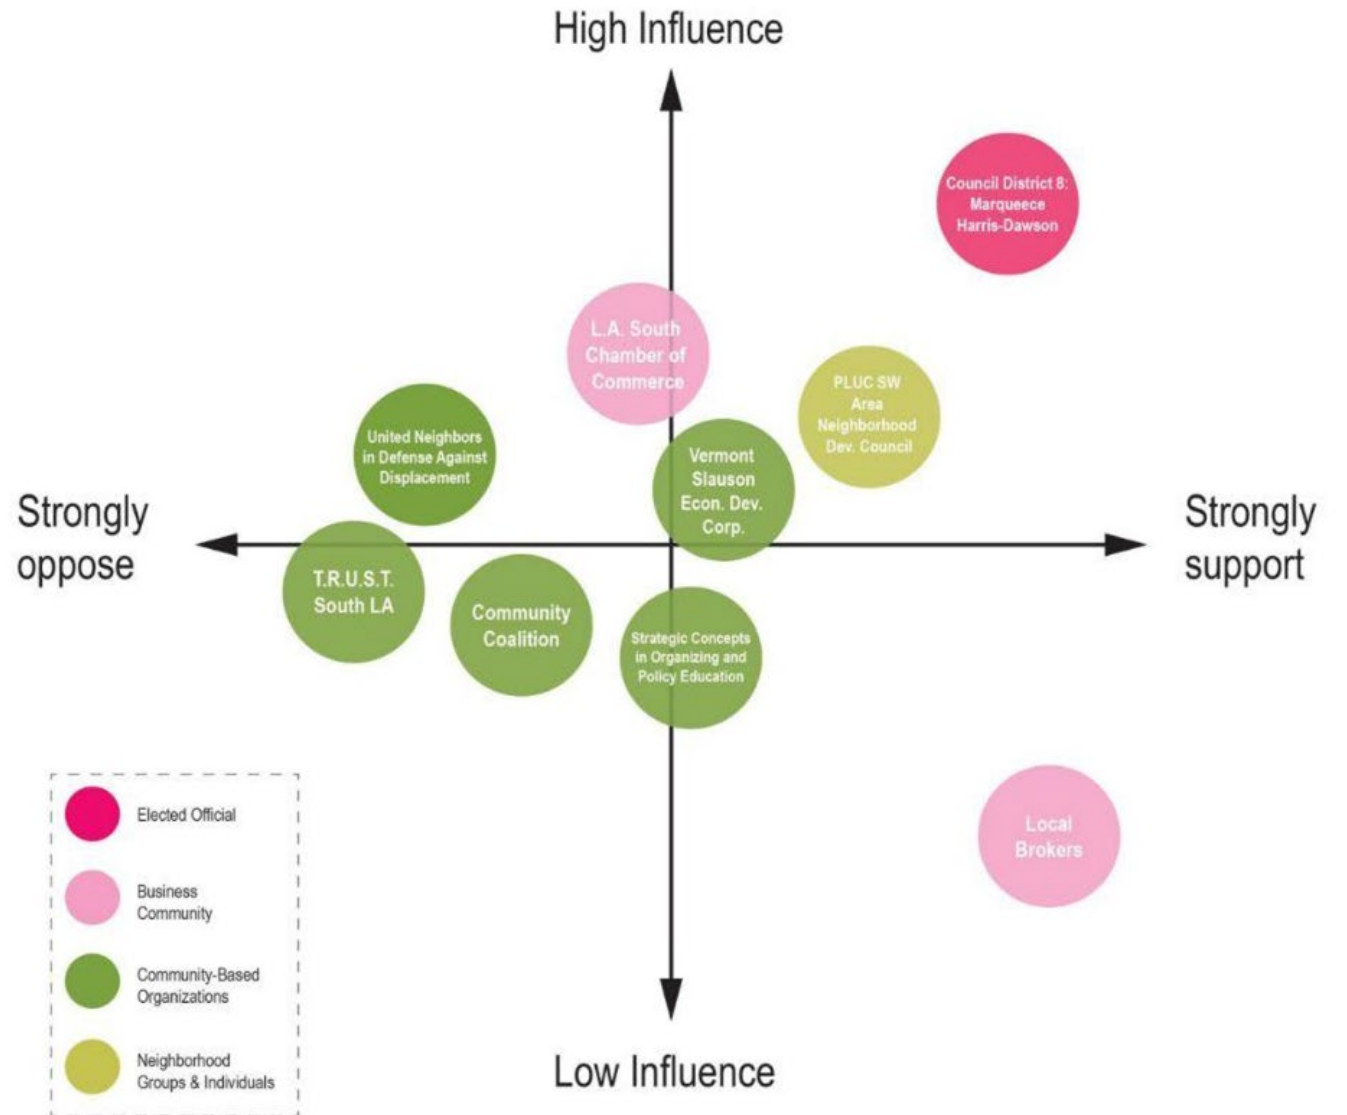 High Influence
Council District 8:
Marqueece
Harris-Dawson
L.A. South
Chamber of
Commerce
PLUC SW
Area
Neighborhood
Dev. Council
United Neighbors
in Defense Against
Displacement
Vermont
Slauson
Econ. Dev.
Corp.
Strongly
oppose
Strongly
support
T.R.U.S.T.
South LA
Community
Coalition
Strategic Concepts
in Organizing and
Policy Education
Local
Brokers
Elected Official
Business
Community
Community-Based
Organizations
Neighborhood
Groups & Individuals
Low Influence